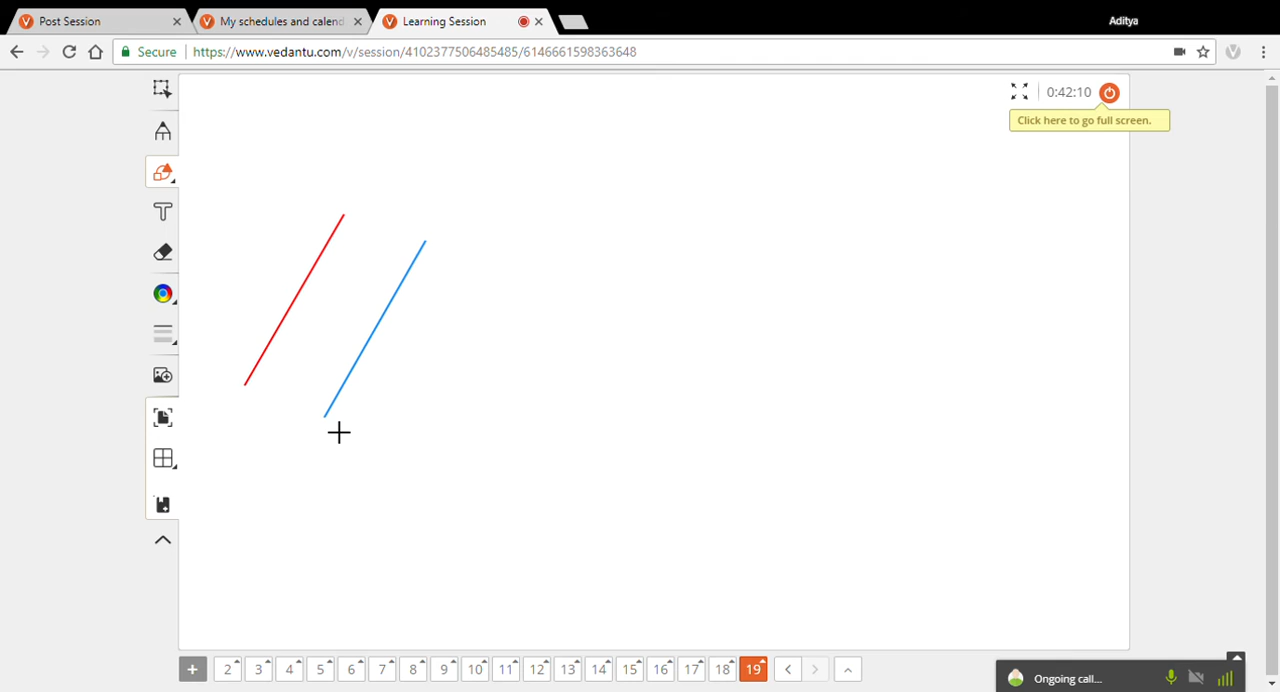 Aditya
Post Session
My schedules and calend
Learning Session
Secure
https://www.vedantu.com/v/session/4102377506485485/6146661598363648
0:42:10
Click here to go full screen.
T
+ 2 3 4 5 6 7 8 9 10 11 12 13 14 15 16 17 18 19
Ongoing call...